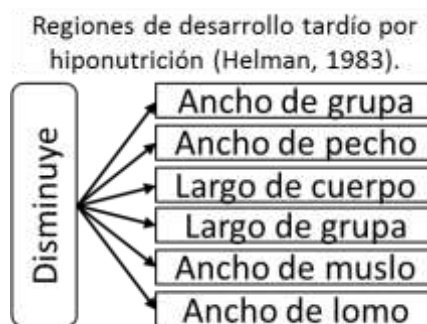 Regiones de desarrollo tardío por
hiponutrición (Helman, 1983).
Disminuye
Ancho de grupa
Ancho de pecho
Largo de cuerpo
Largo de grupa
Ancho de muslo
Ancho de lomo